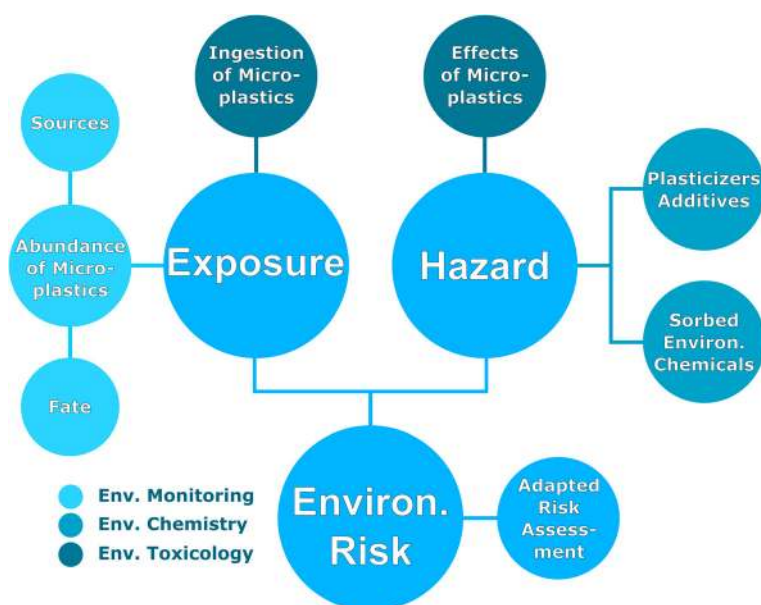 Ingestion
of Micro-
plastics
Effects
of Micro-
plastics
Sources
Plasticizers
Additives
Abundance
of Micro-
plastics
Exposure
Hazard
Sorbed
Environ.
Chemicals
Fate
Environ.
Risk
Adapted
Risk
Assess-
ment
Env. Monitoring
Env. Chemistry
Env. Toxicology